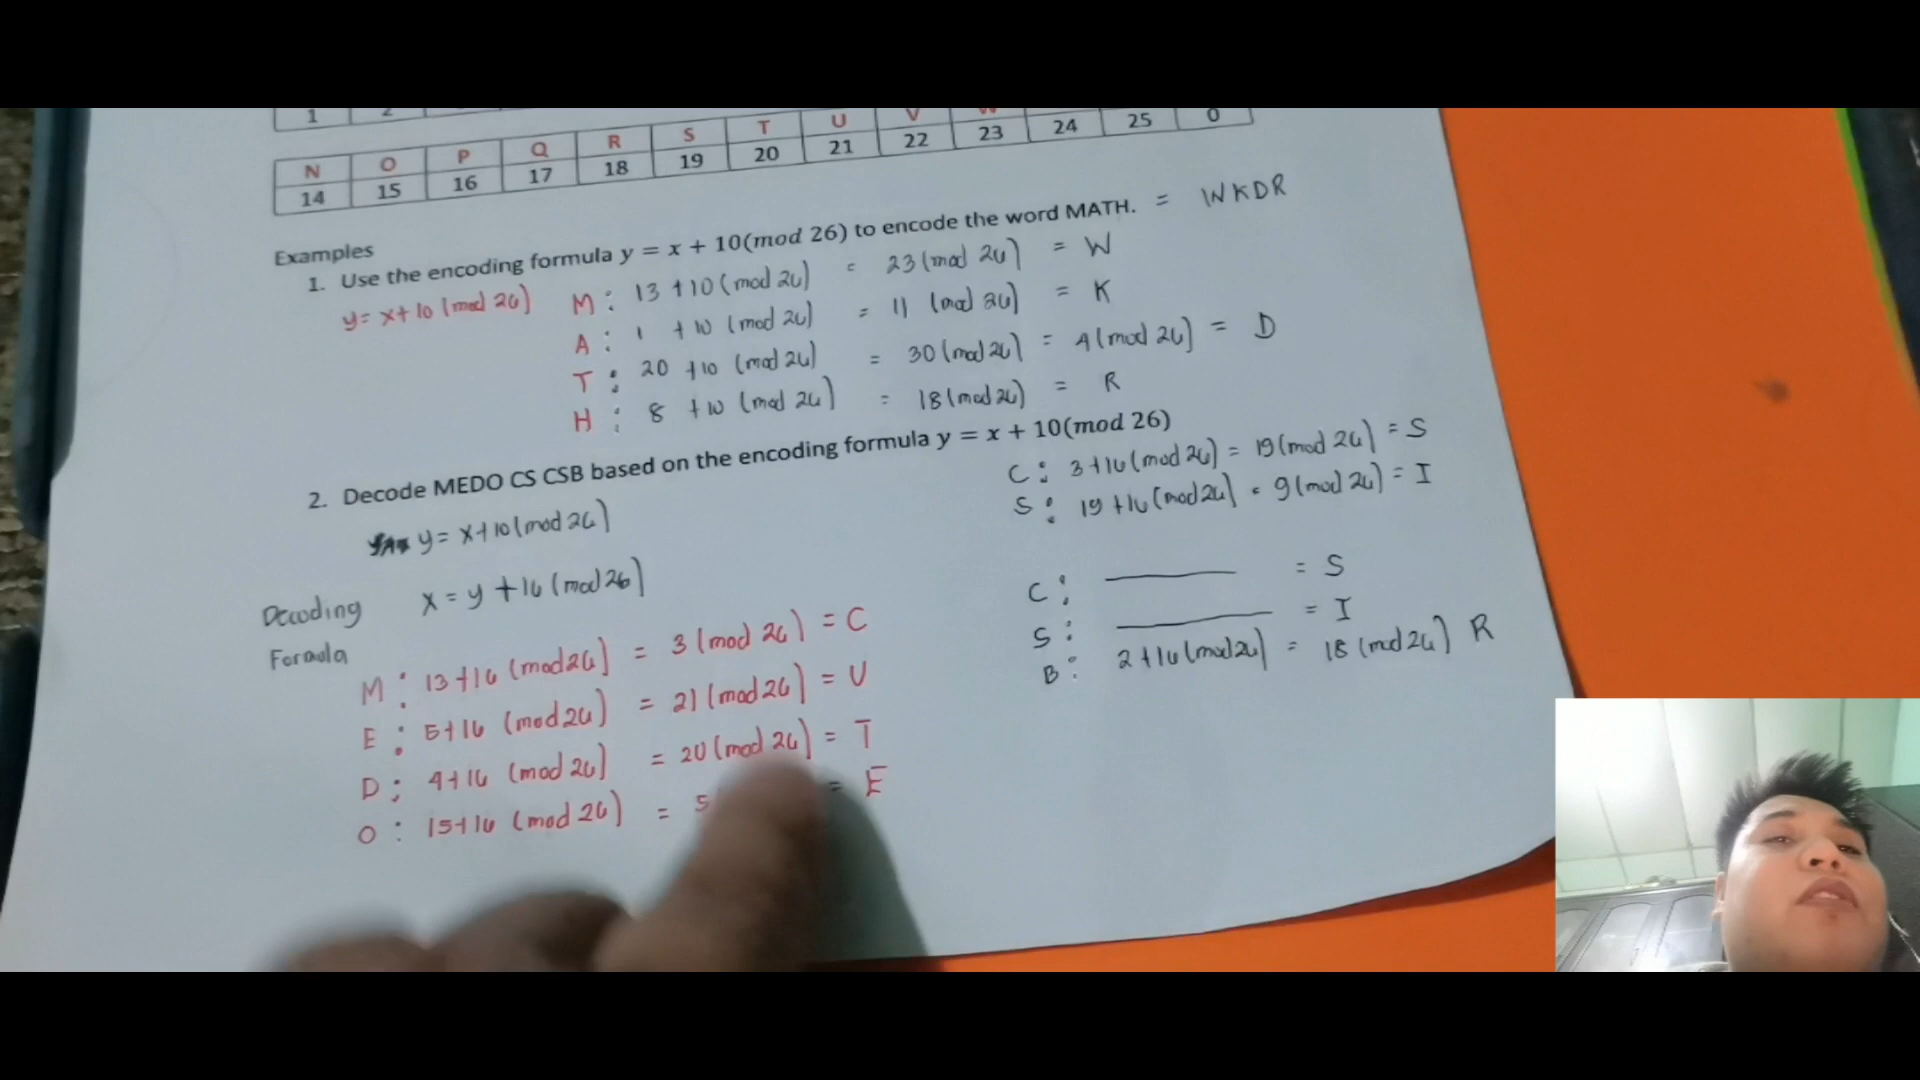 1 2
N O P Q R S T U V W
14 15 16 17 18 19 20 21 22 23 24 25 0
Examples
1. Use the encoding formula y = x + 10(mod 26) to encode the word MATH. = WKDR
y = x + 10 (mod 26)
M : 13 + 10 (mod 26) = 23 (mod 26) = W
A : 1 + 10 (mod 26) = 11 (mod 26) = K
T : 20 + 10 (mod 26) = 30 (mod 26) = 4 (mod 26) = D
H : 8 + 10 (mod 26) = 18 (mod 26) = R
2. Decode MEDO CS CSB based on the encoding formula y = x + 10(mod 26)
y = x + 10 (mod 26)
Decoding x = y + 16 (mod 26)
Formula
M : 13 + 16 (mod 26) = 3 (mod 26) = C
E : 5 + 16 (mod 26) = 21 (mod 26) = U
D : 4 + 16 (mod 26) = 20 (mod 26) = T
O : 15 + 16 (mod 26) = 5 = E
C : 3 + 16 (mod 26) = 19 (mod 26) = S
S : 19 + 16 (mod 26) = 9 (mod 26) = I
C : = S
S : = I
B : 2 + 16 (mod 26) = 18 (mod 26) R